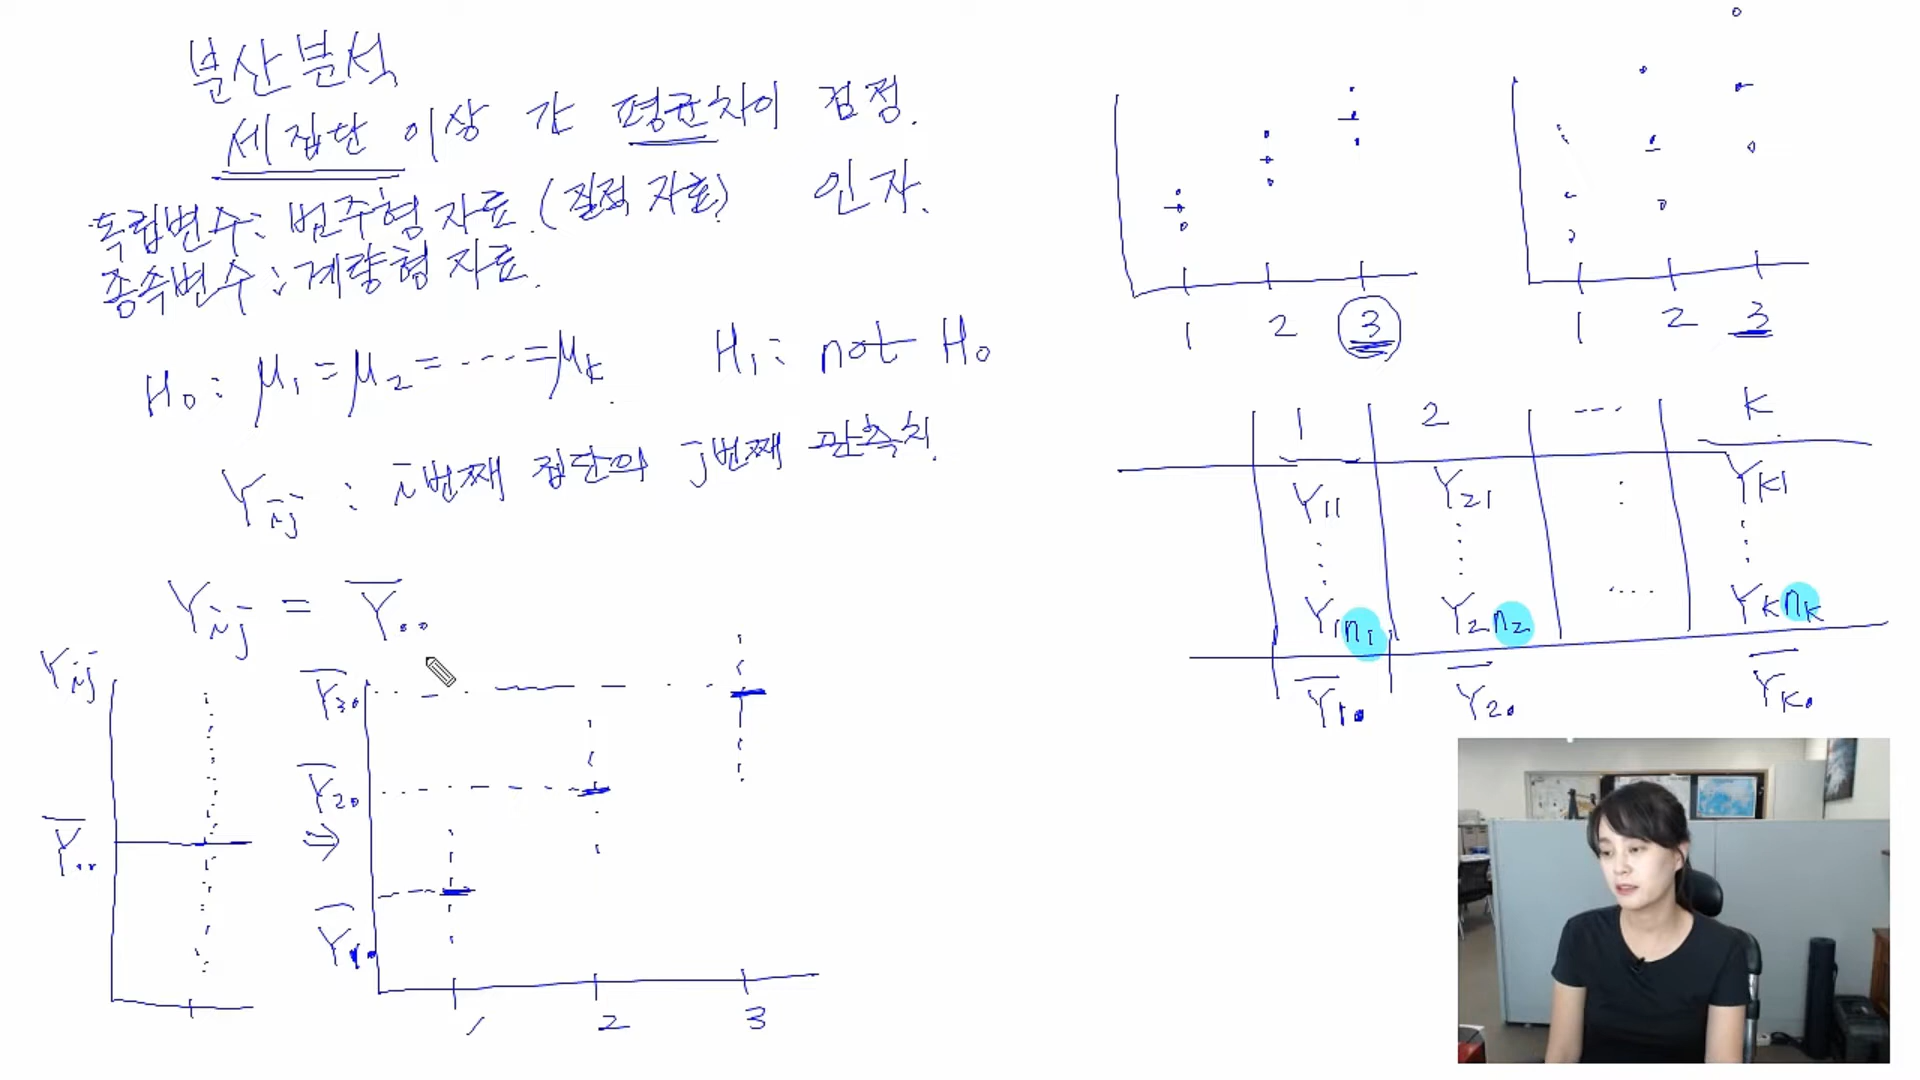 분산분석
세집단 이상 간 평균차이 검정.
독립변수: 범주형 자료.(질적 자료) 인자.
종속변수: 계량형 자료.
H₀: μ₁=μ₂=····=μₖ. H₁: not H₀
Yij : i번째 집단의 j번째 관측치.
Yij = Ȳ..
Yij
Ȳ..
⇒
Ȳ3.
Ȳ2.
Ȳ1.
1 2 3
1 2 3
1 2 3
1 2 ---- K
Y11 Y21 ⋮ YK1
⋮ ⋮ ⋮
Y1n₁ Y2n₂ ···· YKnK
Ȳ1. Ȳ2. ȲK.